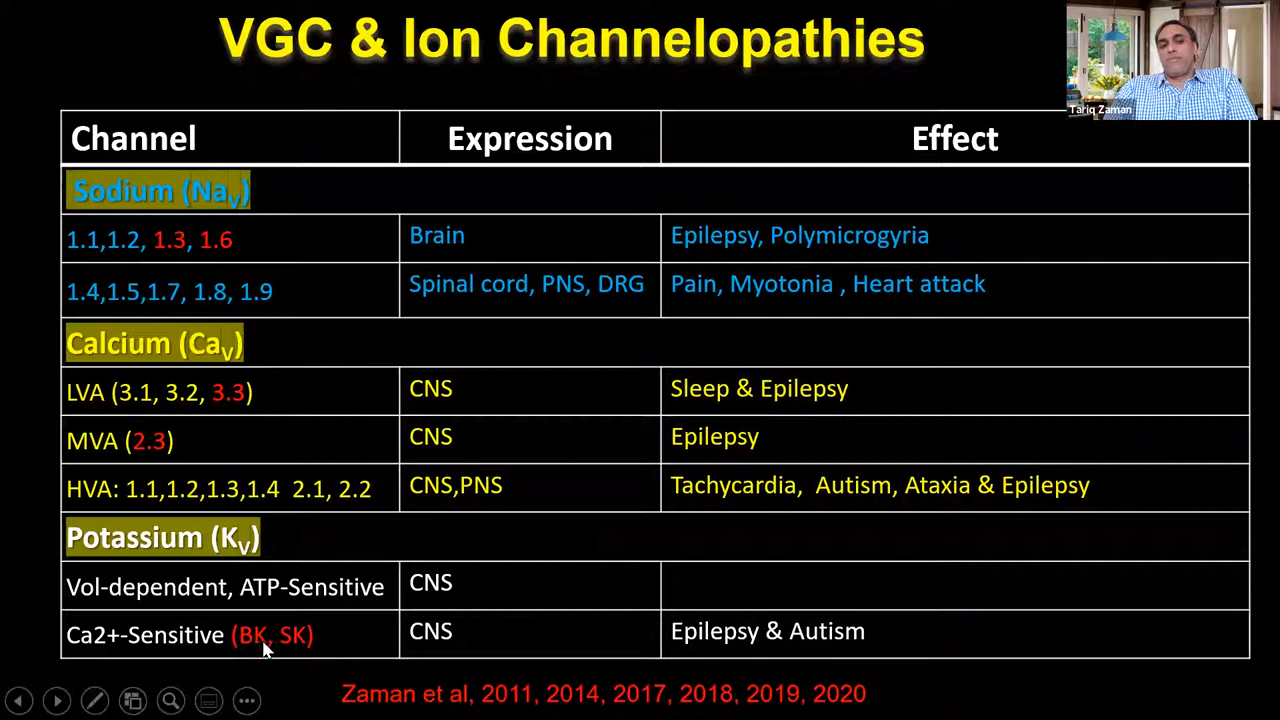 VGC & Ion Channelopathies
Tariq Zaman
Channel Expression Effect
Sodium (NaV)
1.1,1.2, 1.3, 1.6 Brain Epilepsy, Polymicrogyria
1.4,1.5,1.7, 1.8, 1.9 Spinal cord, PNS, DRG Pain, Myotonia , Heart attack
Calcium (CaV)
LVA (3.1, 3.2, 3.3) CNS Sleep & Epilepsy
MVA (2.3) CNS Epilepsy
HVA: 1.1,1.2,1.3,1.4 2.1, 2.2 CNS,PNS Tachycardia, Autism, Ataxia & Epilepsy
Potassium (KV)
Vol-dependent, ATP-Sensitive CNS
Ca2+-Sensitive (BK, SK) CNS Epilepsy & Autism
Zaman et al, 2011, 2014, 2017, 2018, 2019, 2020